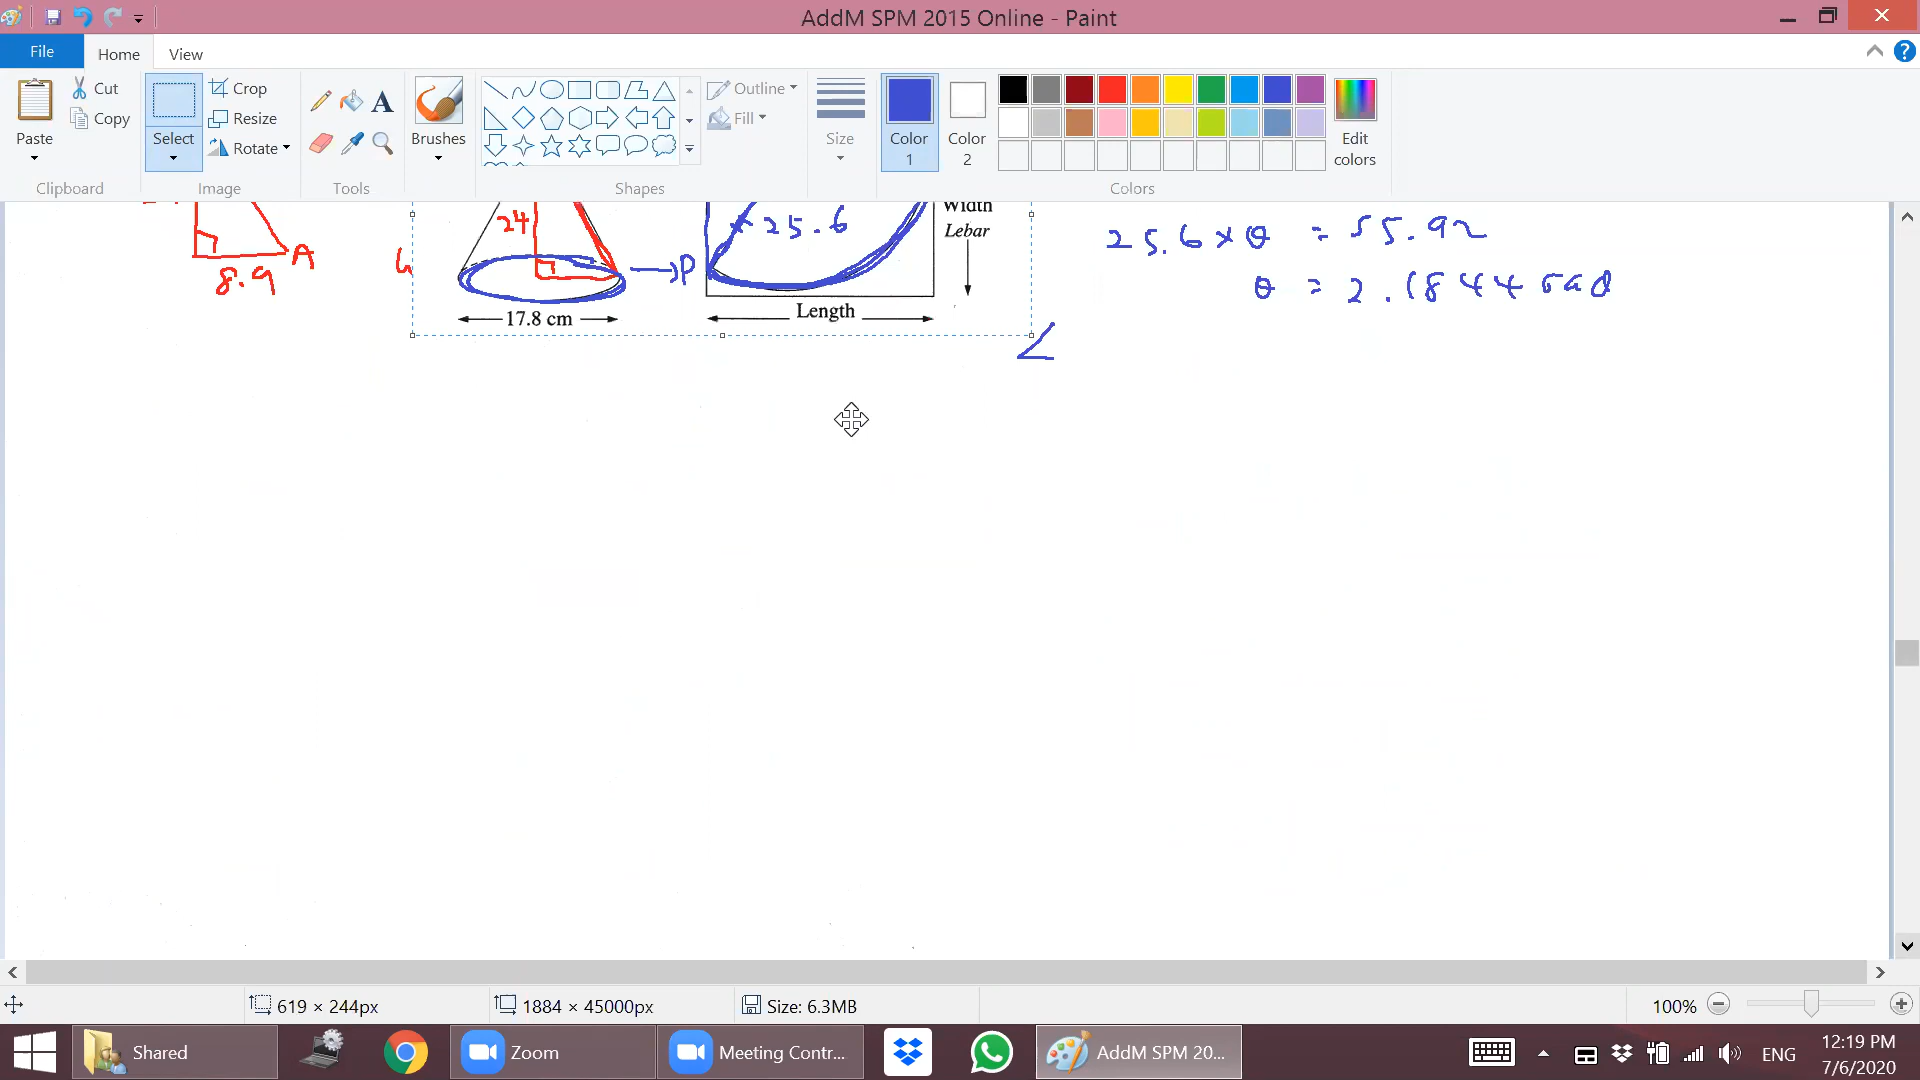 AddM SPM 2015 Online - Paint
File
Home
View
Paste
Cut
Copy
Clipboard
Select
Crop
Resize
Rotate
Image
Tools
Brushes
Shapes
Outline
Fill
Size
Color 1
Color 2
Colors
Edit colors
8.9
A
24
17.8 cm
P
25.6
Length
Width
Lebar
25.6 x θ = 55.92
θ = 2.1844 rad
619 × 244px
1884 × 45000px
Size: 6.3MB
100%
Shared
Zoom
Meeting Contr...
AddM SPM 20...
ENG
12:19 PM
7/6/2020